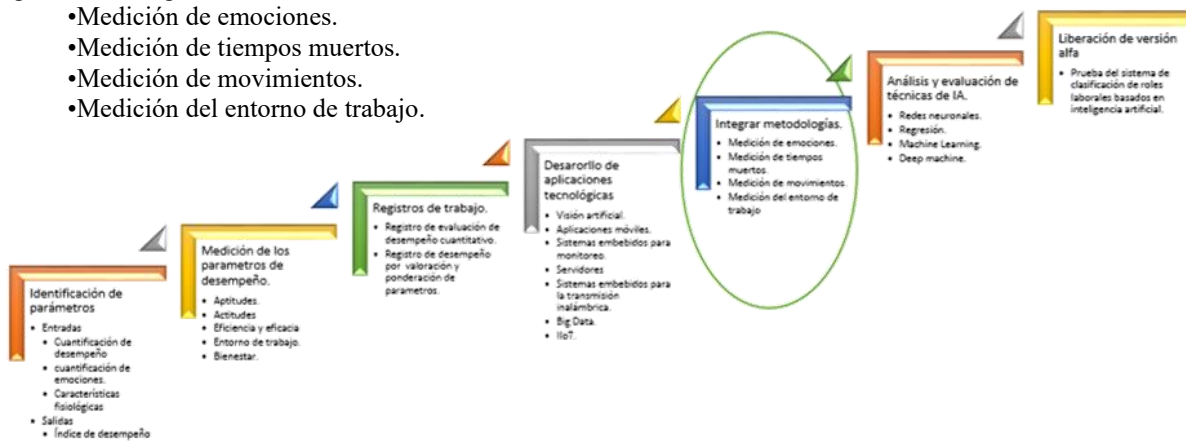 •Medición de emociones.
•Medición de tiempos muertos.
•Medición de movimientos.
•Medición del entorno de trabajo.
Identificación de
parámetros
• Entradas
• Cuantificación de
desempeño
• cuantificación de
emociones.
• Características
fisiológicas
• Salidas
• Índice de desempeño
Medición de los
parametros de
desempeño.
• Aptitudes.
• Actitudes
• Eficiencia y eficacia
• Entorno de trabajo.
• Bienestar.
Registros de trabajo.
• Registro de evaluación de
desempeño cuantitativo.
• Registro de desempeño
por valoración y
ponderación de
parametros.
Desarorllo de
aplicaciones
tecnológicas
• Visión artificial.
• Aplicaciones móviles.
• Sistemas embebidos para
monitoreo.
• Servidores
• Sistemas embebidos para
la transmisión
inalámbrica.
• Big Data.
• IIoT.
Integrar metodologías.
• Medición de emociones.
• Medición de tiempos
muertos.
• Medición de movimientos.
• Medición del entorno de
trabajo
Análisis y evaluación de
técnicas de IA.
• Redes neuronales.
• Regresión.
• Machine Learning.
• Deep machine.
Liberación de versión
alfa
• Prueba del sistema de
clasificación de roles
laborales basados en
inteligencia artificial.